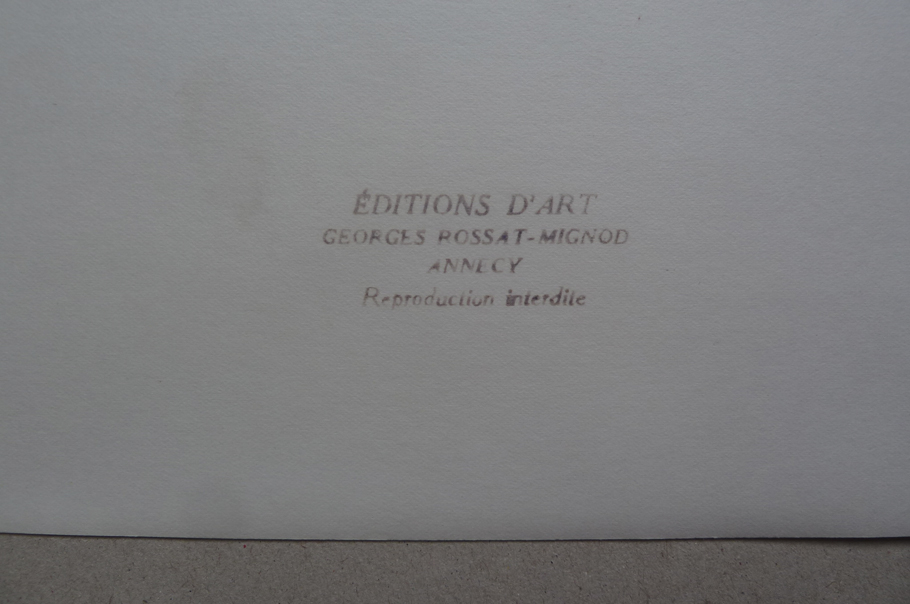 ÉDITIONS D'ART
GEORGES ROSSAT-MIGNOD
ANNECY
Reproduction interdite